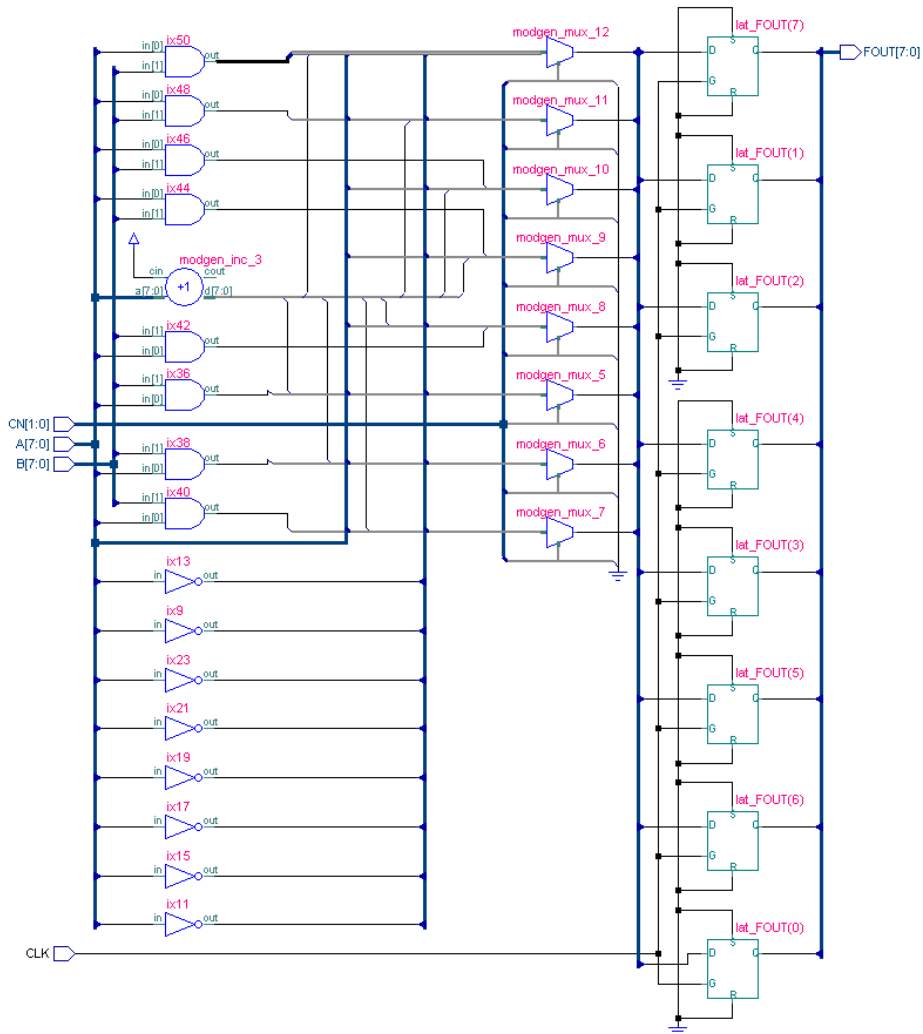 ix50
in[0]
in[1]
out
modgen_mux_12
lat_FOUT(7)
S
D
Q
G
R
FOUT[7:0]
ix48
in[0]
in[1]
out
modgen_mux_11
ix46
in[0]
in[1]
out
modgen_mux_10
lat_FOUT(1)
S
D
Q
G
R
ix44
in[0]
in[1]
out
modgen_mux_9
modgen_inc_3
cin
cout
a[7:0]
+1
d[7:0]
modgen_mux_8
lat_FOUT(2)
S
D
Q
G
R
ix42
in[1]
in[0]
out
modgen_mux_5
ix36
in[1]
in[0]
out
CN[1:0]
A[7:0]
B[7:0]
modgen_mux_6
lat_FOUT(4)
S
D
Q
G
R
ix38
in[1]
in[0]
out
modgen_mux_7
ix40
in[1]
in[0]
out
ix13
in
out
lat_FOUT(3)
S
D
Q
G
R
ix9
in
out
ix23
in
out
lat_FOUT(5)
S
D
Q
G
R
ix21
in
out
ix19
in
out
ix17
in
out
lat_FOUT(6)
S
D
Q
G
R
ix15
in
out
ix11
in
out
CLK
lat_FOUT(0)
S
D
Q
G
R